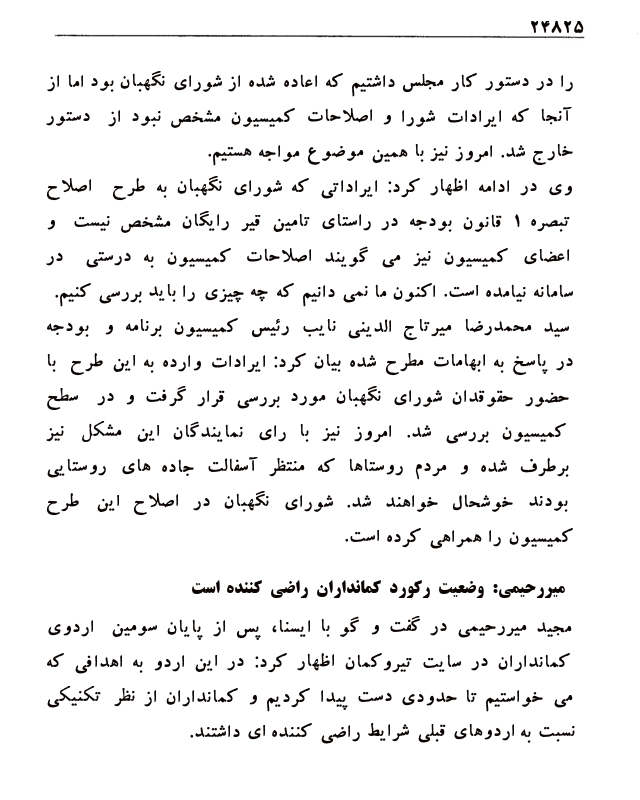 ۲۴۸۲۵
را در دستور کار مجلس داشتیم که اعاده شده از شورای نگهبان بود اما از
آنجا که ایرادات شورا و اصلاحات کمیسیون مشخص نبود از دستور
خارج شد. امروز نیز با همین موضوع مواجه هستیم.
وی در ادامه اظهار کرد: ایراداتی که شورای نگهبان به طرح اصلاح
تبصره ۱ قانون بودجه در راستای تامین قیر رایگان مشخص نیست و
اعضای کمیسیون نیز می گویند اصلاحات کمیسیون به درستی در
سامانه نیامده است. اکنون ما نمی دانیم که چه چیزی را باید بررسی کنیم.
سید محمدرضا میرتاج الدینی نایب رئیس کمیسیون برنامه و بودجه
در پاسخ به ابهامات مطرح شده بیان کرد: ایرادات وارده به این طرح با
حضور حقوقدان شورای نگهبان مورد بررسی قرار گرفت و در سطح
کمیسیون بررسی شد. امروز نیز با رای نمایندگان این مشکل نیز
برطرف شده و مردم روستاها که منتظر آسفالت جاده های روستایی
بودند خوشحال خواهند شد. شورای نگهبان در اصلاح این طرح
کمیسیون را همراهی کرده است.
میررحیمی: وضعیت رکورد کمانداران راضی کننده است
مجید میررحیمی در گفت و گو با ایسنا، پس از پایان سومین اردوی
کمانداران در سایت تیروکمان اظهار کرد: در این اردو به اهدافی که
می خواستیم تا حدودی دست پیدا کردیم و کمانداران از نظر تکنیکی
نسبت به اردوهای قبلی شرایط راضی کننده ای داشتند.